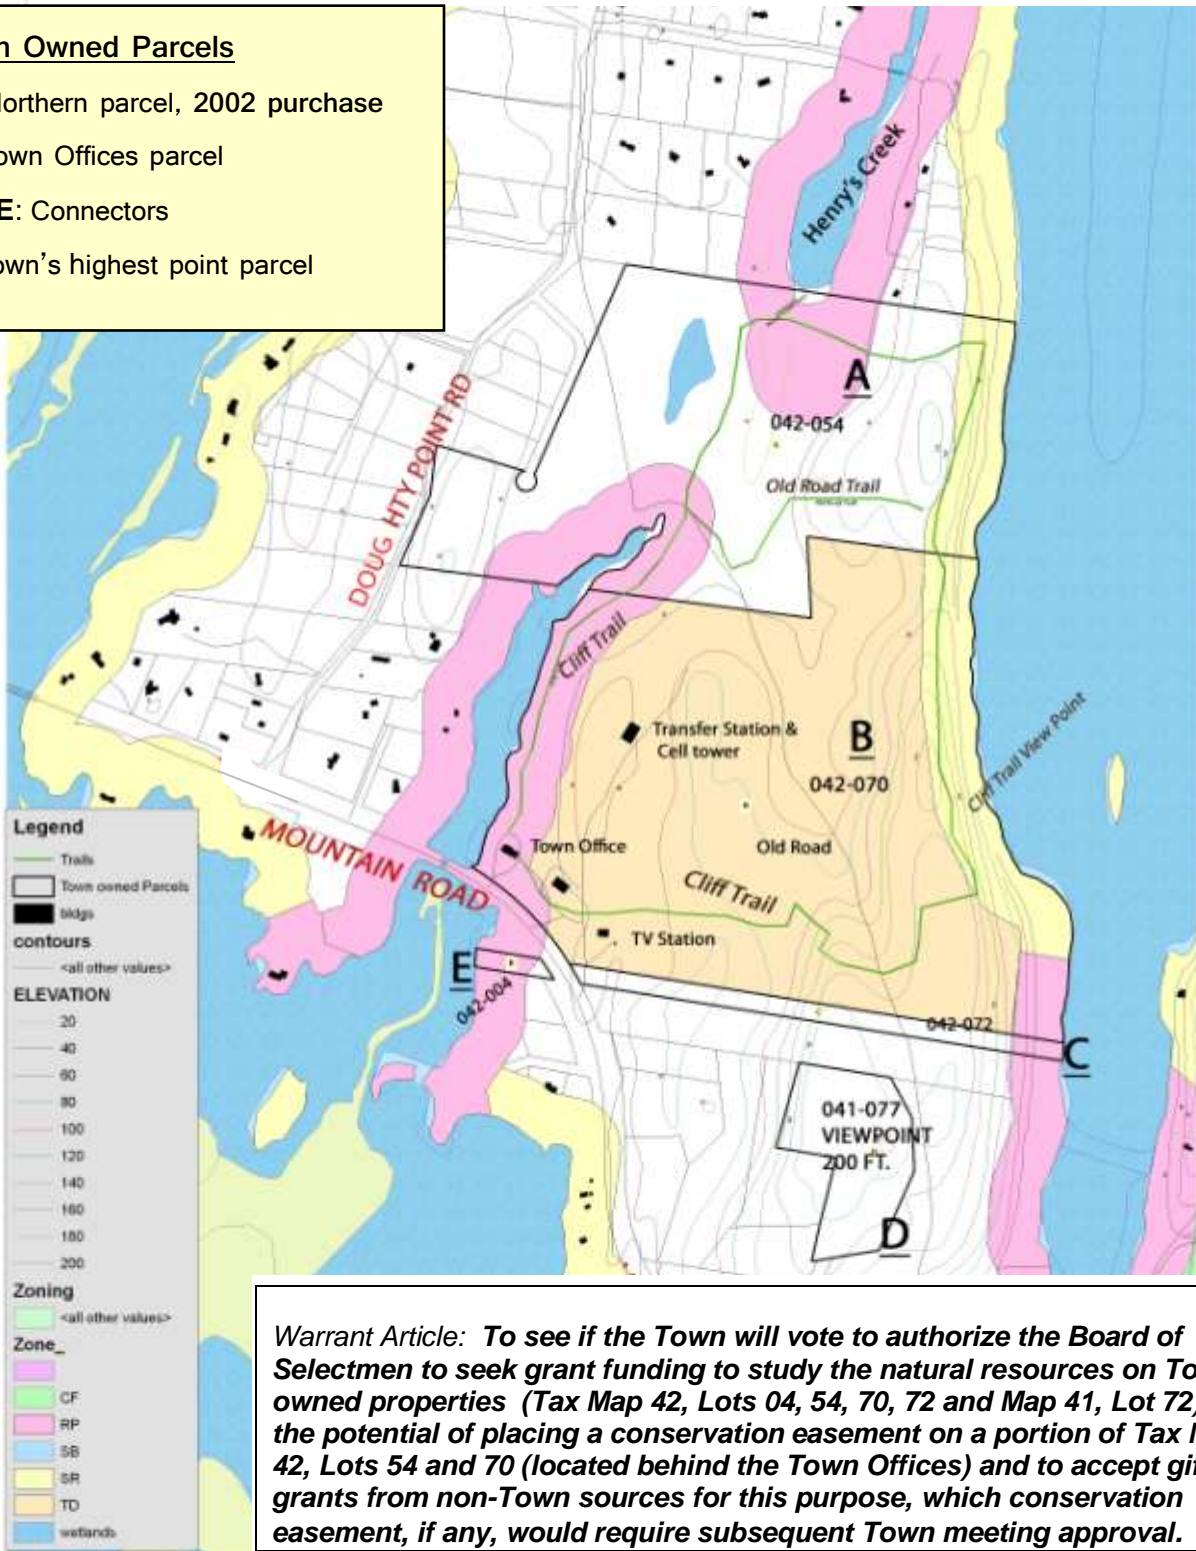 n Owned Parcels
Northern parcel, 2002 purchase
own Offices parcel
E: Connectors
own's highest point parcel
Henry's Creek
A
042-054
Old Road Trail
DOUG HTY POINT RD
Cliff Trail
Transfer Station &
Cell tower
B
042-070
Clif Trail View Point
Town Office
Old Road
MOUNTAIN ROAD
Cliff Trail
TV Station
E
042-004
042-072
C
041-077
VIEWPOINT
200 FT.
D
Legend
Trails
Town owned Parcels
bldgs
contours
<all other values>
ELEVATION
20
40
60
80
100
120
140
160
180
200
Zoning
<all other values>
Zone_
CF
RP
SB
SR
TD
wetlands
Warrant Article: To see if the Town will vote to authorize the Board of
Selectmen to seek grant funding to study the natural resources on To
owned properties (Tax Map 42, Lots 04, 54, 70, 72 and Map 41, Lot 72)
the potential of placing a conservation easement on a portion of Tax
42, Lots 54 and 70 (located behind the Town Offices) and to accept gif
grants from non-Town sources for this purpose, which conservation
easement, if any, would require subsequent Town meeting approval.